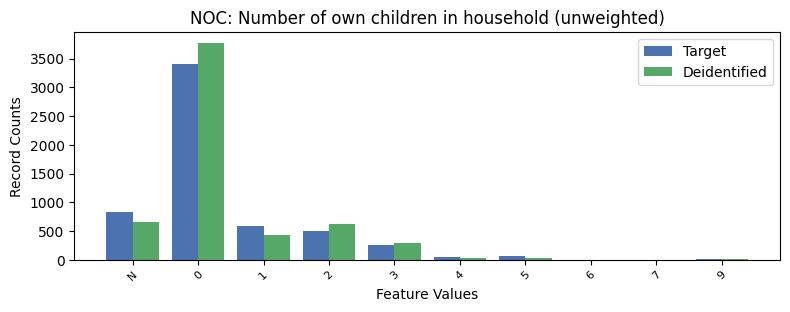 NOC: Number of own children in household (unweighted)
Target
Deidentified
Record Counts
3500
3000
2500
2000
1500
1000
500
0
N 0 1 2 3 4 5 6 7 9
Feature Values